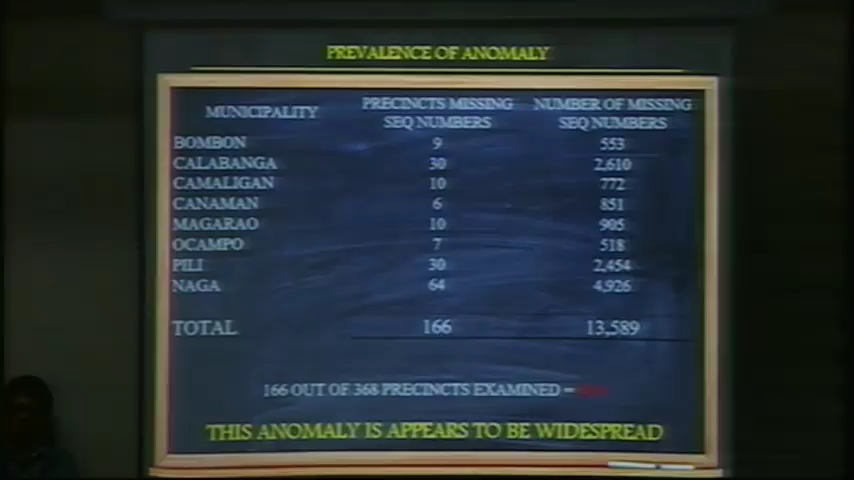 PREVALENCE OF ANOMALY
MUNICIPALITY PRECINCTS MISSING SEQ NUMBERS NUMBER OF MISSING SEQ NUMBERS
BOMBON 9 553
CALABANGA 30 2,610
CAMALIGAN 10 772
CANAMAN 6 851
MAGARAO 10 905
OCAMPO 7 518
PILI 30 2,454
NAGA 64 4,926
TOTAL 166 13,589
166 OUT OF 368 PRECINCTS EXAMINED =
THIS ANOMALY IS APPEARS TO BE WIDESPREAD